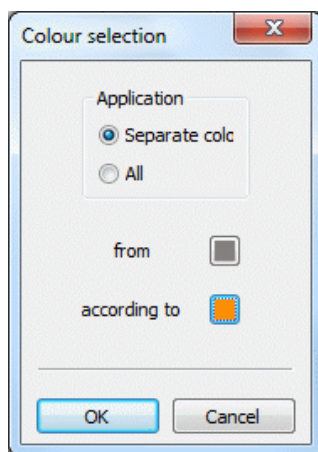 Colour selection
Application
Separate colc
All
from
according to
OK Cancel